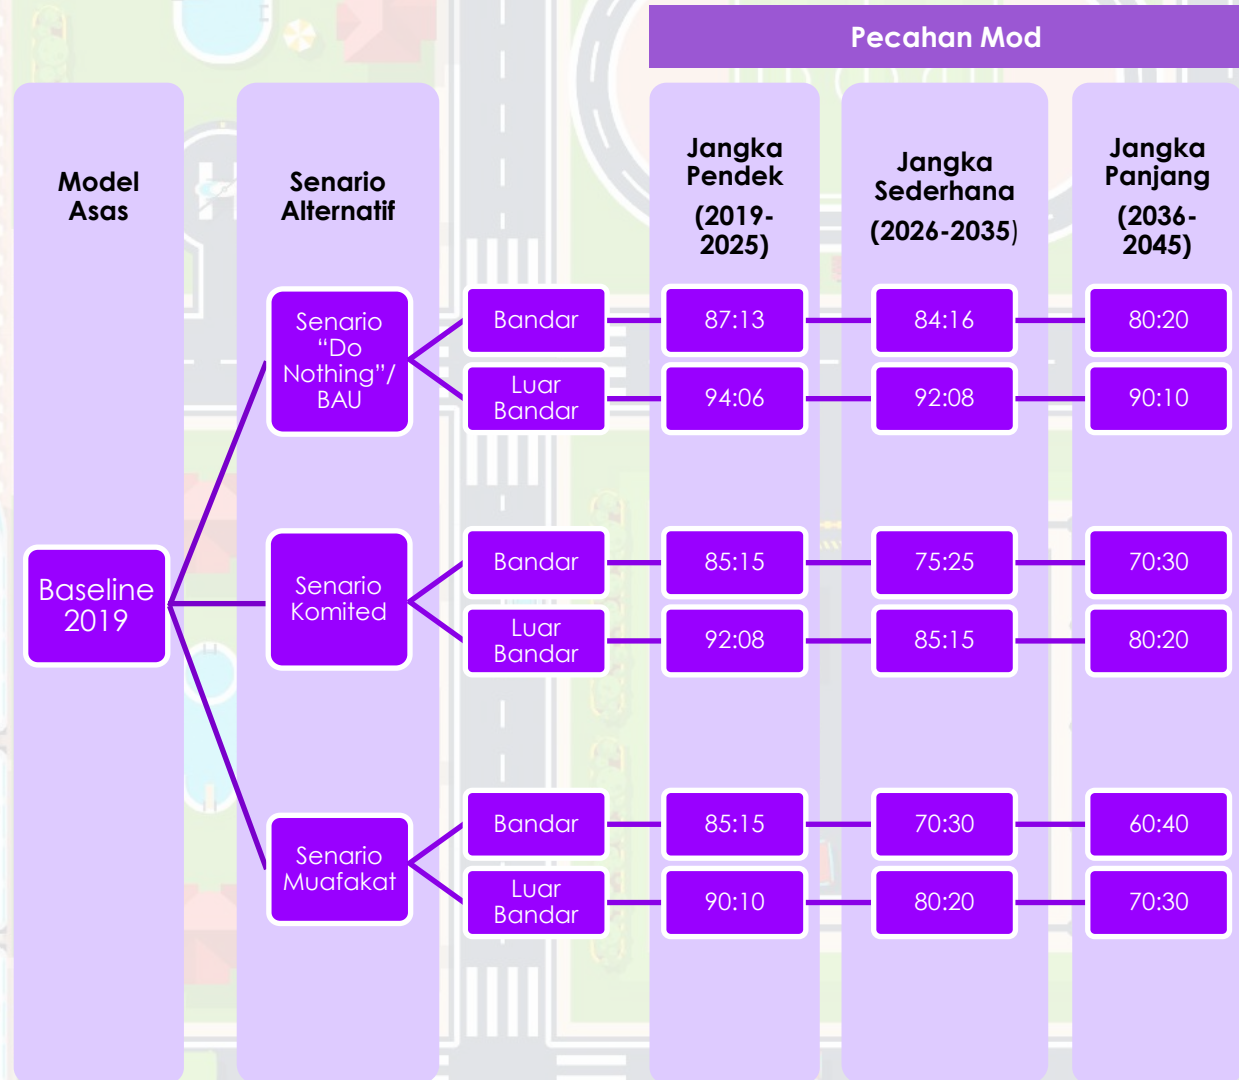 Pecahan Mod
Model
Asas
Senario
Alternatif
Jangka
Pendek
(2019-
2025)
Jangka
Sederhana
(2026-2035)
Jangka
Panjang
(2036-
2045)
Baseline
2019
Senario
“Do
Nothing”/
BAU
Bandar
87:13
84:16
80:20
Luar
Bandar
94:06
92:08
90:10
Senario
Komited
Bandar
85:15
75:25
70:30
Luar
Bandar
92:08
85:15
80:20
Senario
Muafakat
Bandar
85:15
70:30
60:40
Luar
Bandar
90:10
80:20
70:30